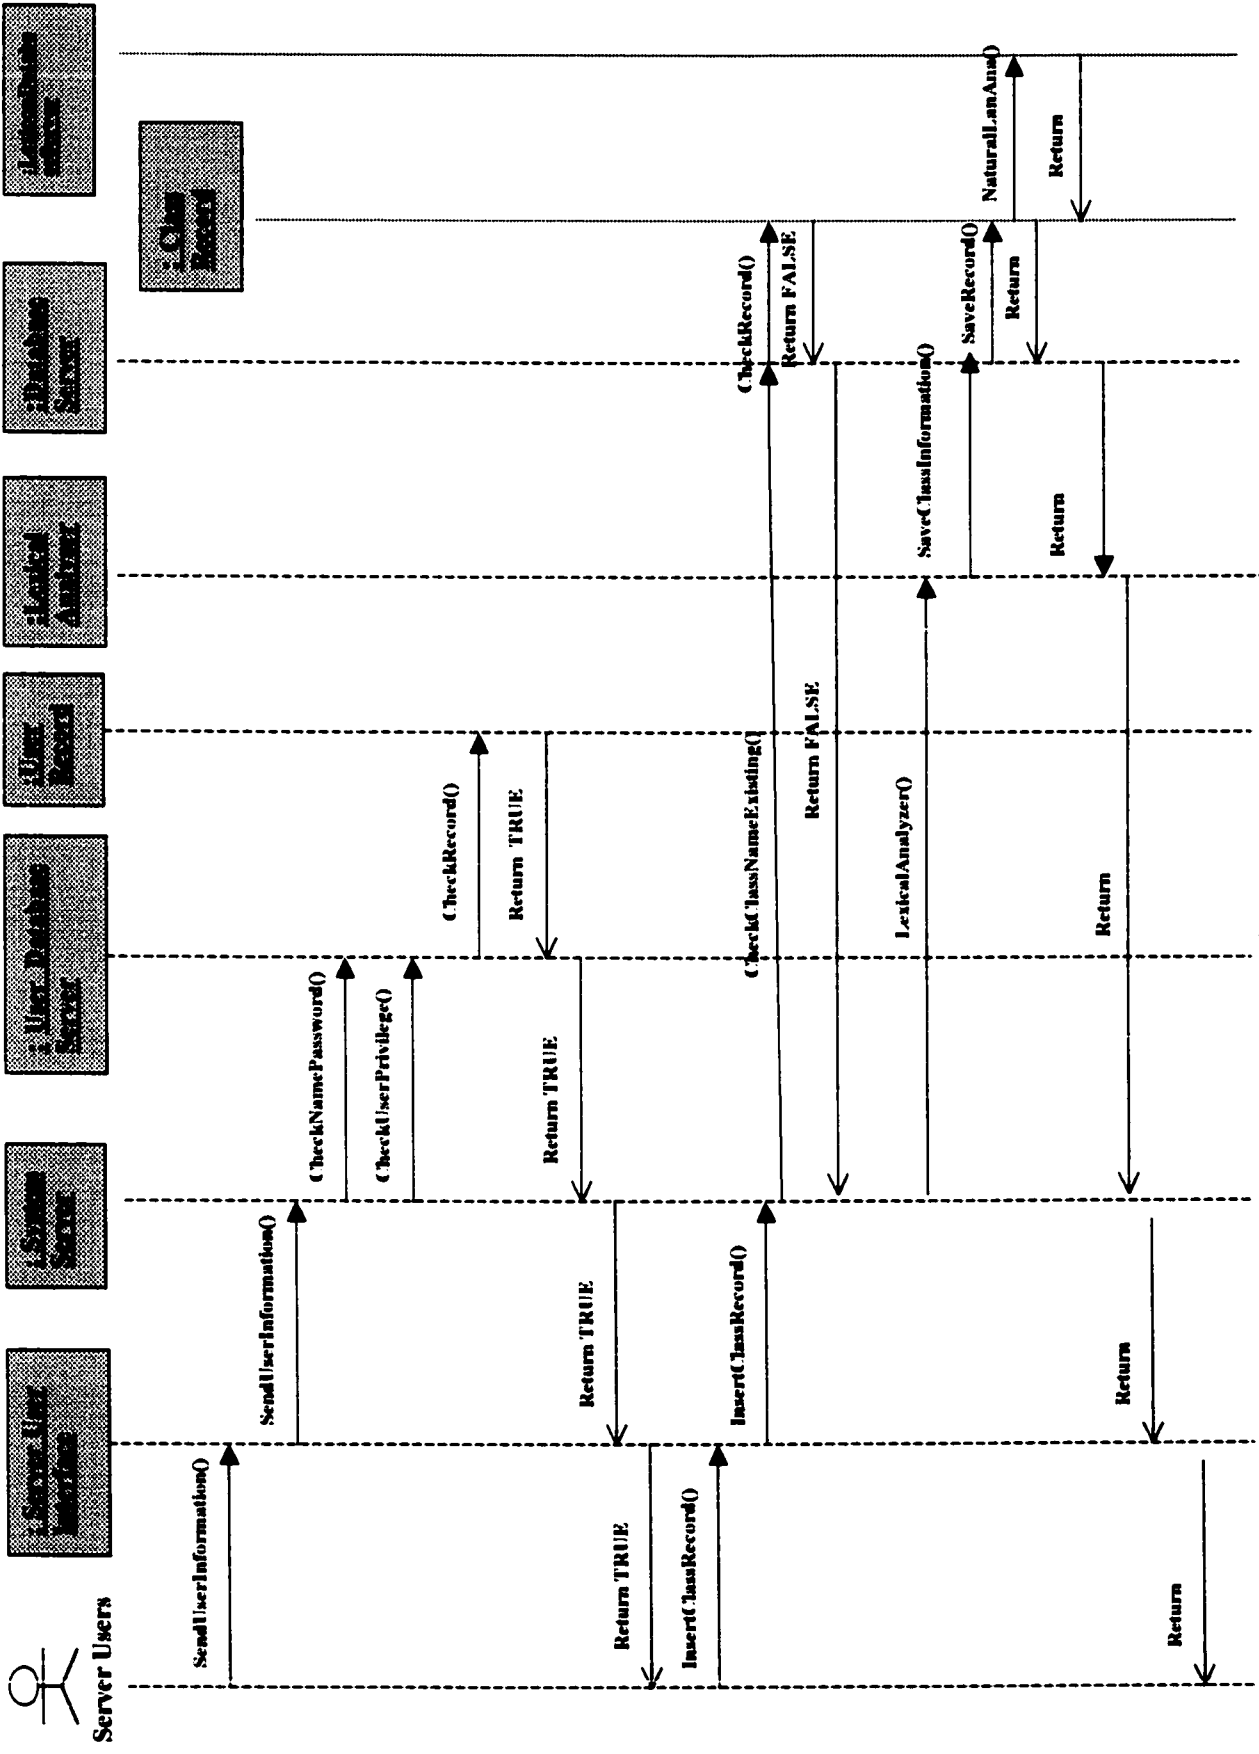 Server Users
: Server User
Interface
: System
Server
: User Database
Server
:User
Record
:Lexical
Analyzer
:Database
Server
: Class
Record
SendUserInformation()
SendUserInformation()
CheckNamePassword()
CheckUserPrivilege()
CheckRecord()
Return TRUE
Return TRUE
Return TRUE
Return TRUE
InsertClassRecord()
InsertClassRecord()
CheckClassNameExisting()
CheckRecord()
Return FALSE
Return FALSE
LexicalAnalyzer()
SaveClassInformation()
SaveRecord()
NaturalLanAna()
Return
Return
Return
Return
Return
Return